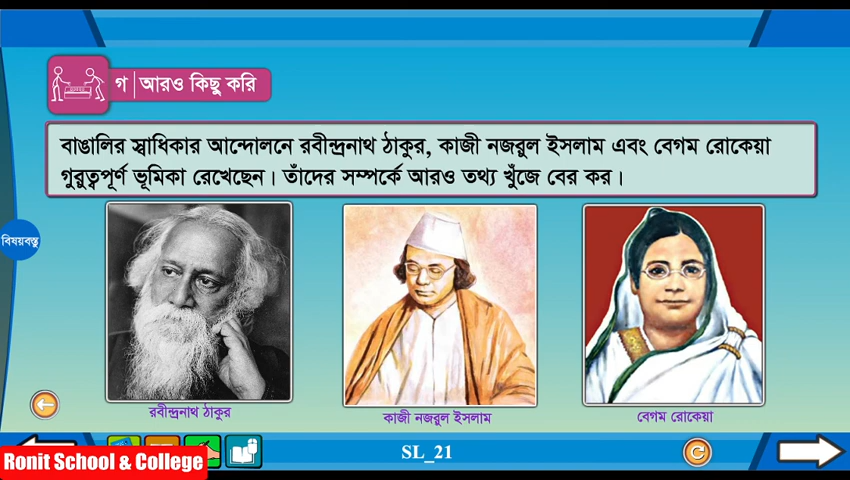 গ আরও কিছু করি
বাঙালির স্বাধিকার আন্দোলনে রবীন্দ্রনাথ ঠাকুর, কাজী নজরুল ইসলাম এবং বেগম রোকেয়া
গুরুত্বপূর্ণ ভূমিকা রেখেছেন। তাঁদের সম্পর্কে আরও তথ্য খুঁজে বের কর।
বিষয়বস্তু
রবীন্দ্রনাথ ঠাকুর
কাজী নজরুল ইসলাম
বেগম রোকেয়া
SL_21
Ronit School & College